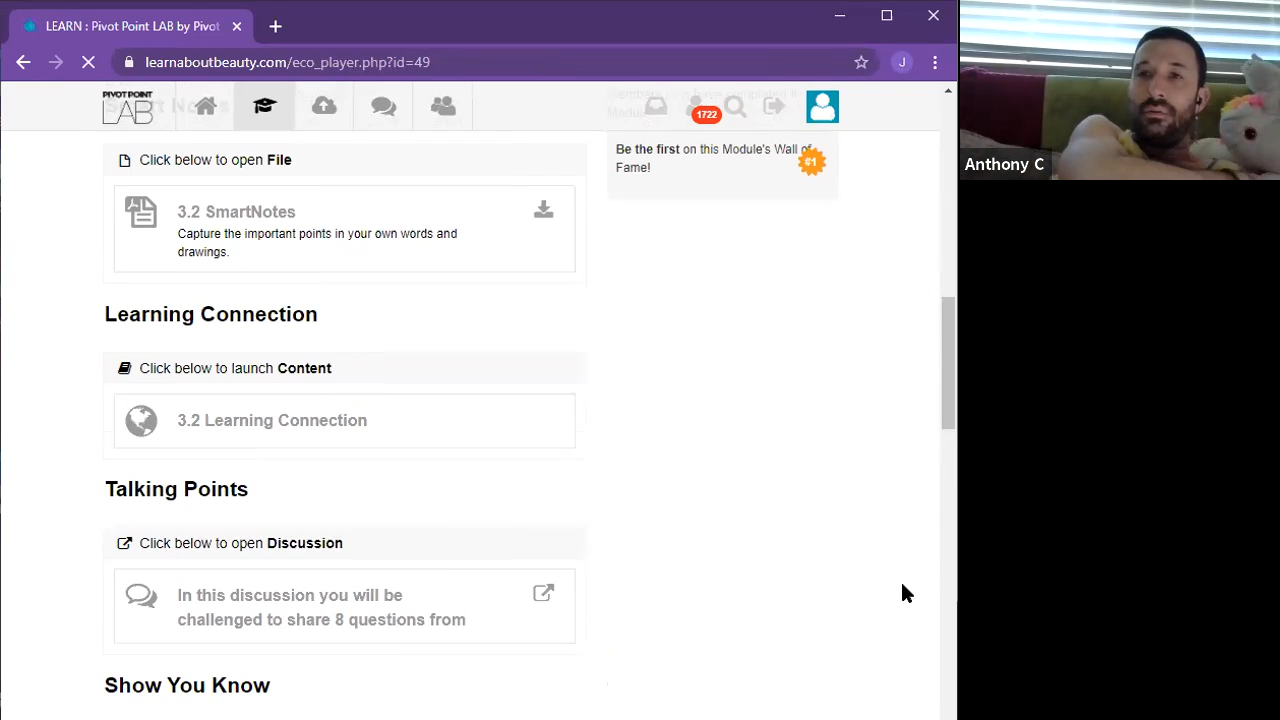 LEARN : Pivot Point LAB by Pivot
learnaboutbeauty.com/eco_player.php?id=49
J
PIVOT POINT
LAB
1722
Click below to open File
3.2 SmartNotes
Capture the important points in your own words and
drawings.
Be the first on this Module's Wall of
Fame!
#1
Learning Connection
Click below to launch Content
3.2 Learning Connection
Talking Points
Click below to open Discussion
In this discussion you will be
challenged to share 8 questions from
Show You Know
Anthony C